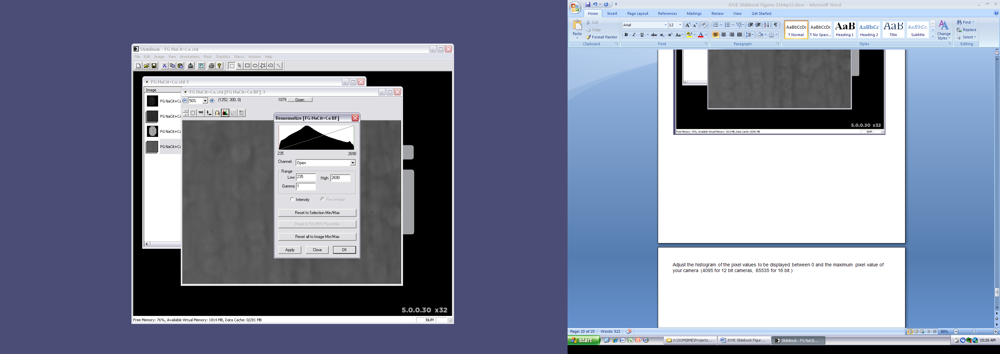 SlideBook - FG NaCit+Ca.sld
File Edit Image View Annotations Mask Statistics Macro Window Help
FG NaCit+Ca.sld:1
Image
FG NaCit+Ca
FG NaCit+Ca
FG NaCit+Ca
FG NaCit+Ca
FG NaCit+Ca.sld [FG NaCit+Ca BF]:3
50% (1252, 300, 0) 1079 Open
Renormalize [FG NaCit+Ca BF]
235 2690
Channel: Open
Range
Low: 235 High: 2690
Gamma: 1
Intensity Percentage
Reset to Selection Min/Max
Reset to 5%/95% Percentile
Reset all to Image Min/Max
Apply Close OK
5.0.0.30 x32
Free Memory: 76%, Available Virtual Memory: 1814 MB, Data Cache: 0/281 MB NUM
JOVE Slidebook Figures 01May13.docx - Microsoft Word
Home Insert Page Layout References Mailings Review View Get Started
Paste
Cut
Copy
Format Painter
Clipboard
Arial 12
Font
Paragraph
AaBbCcDc AaBbCcDc AaB AaBbCc AaB AaBbCc.
¶ Normal ¶ No Spaci... Heading 1 Heading 2 Title Subtitle
Change Styles
Styles
Find
Replace
Select
Editing
5.0.0.30 x32
Free Memory: 76%, Available Virtual Memory: 1813 MB, Data Cache: 0/281 MB NUM
Adjust the histogram of the pixel values to be displayed between 0 and the maximum pixel value of
your camera (4095 for 12 bit cameras, 65535 for 16 bit.)
Page: 23 of 23 Words: 522 90%
start X:\SOM\BME\Projects... JOVE Slidebook Figur... SlideBook - FG NaCit... 10:26 AM